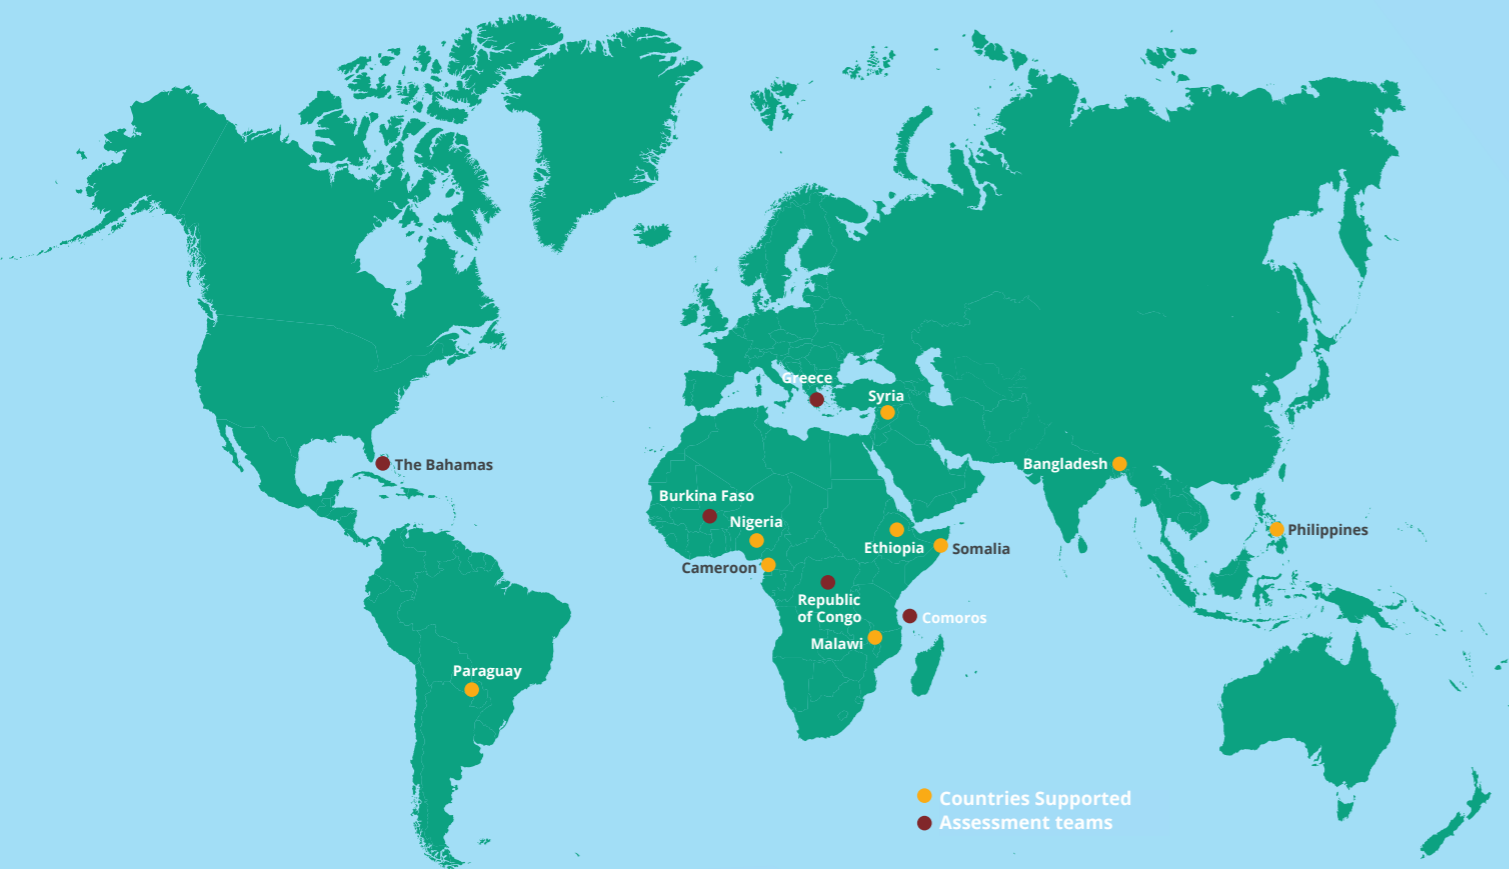 Greece
Syria
The Bahamas
Bangladesh
Burkina Faso
Nigeria
Philippines
Ethiopia
Somalia
Cameroon
Republic
of Congo
Comoros
Malawi
Paraguay
Countries Supported
Assessment teams